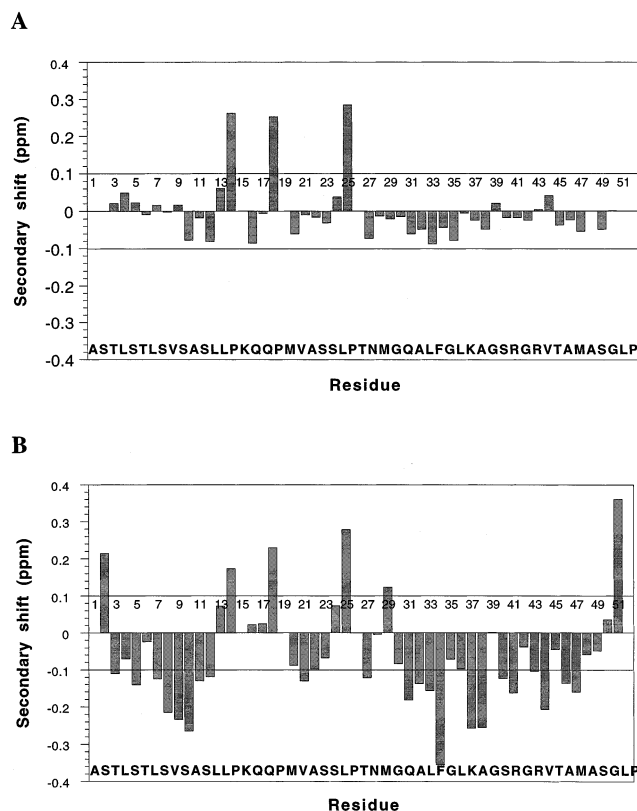 A
0.4
0.3
0.2
0.1
1 3 5 7 9 11 13 15 17 19 21 23 25 27 29 31 33 35 37 39 41 43 45 47 49 51
0
-0.1
-0.2
-0.3
ASTLSTLSVSASLLPKQQPMVASSLPTNMGQALFGLKAGSRGRVTAMASGLP
-0.4
Secondary shift (ppm)
Residue
B
0.4
0.3
0.2
0.1
1 3 5 7 9 11 13 15 17 19 21 23 25 27 29 31 33 35 37 39 41 43 45 47 49 51
0
-0.1
-0.2
-0.3
ASTLSTLSVSASLLPKQQPMVASSLPTNMGQALFGLKAGSRGRVTAMASGLP
-0.4
Secondary shift (ppm)
Residue